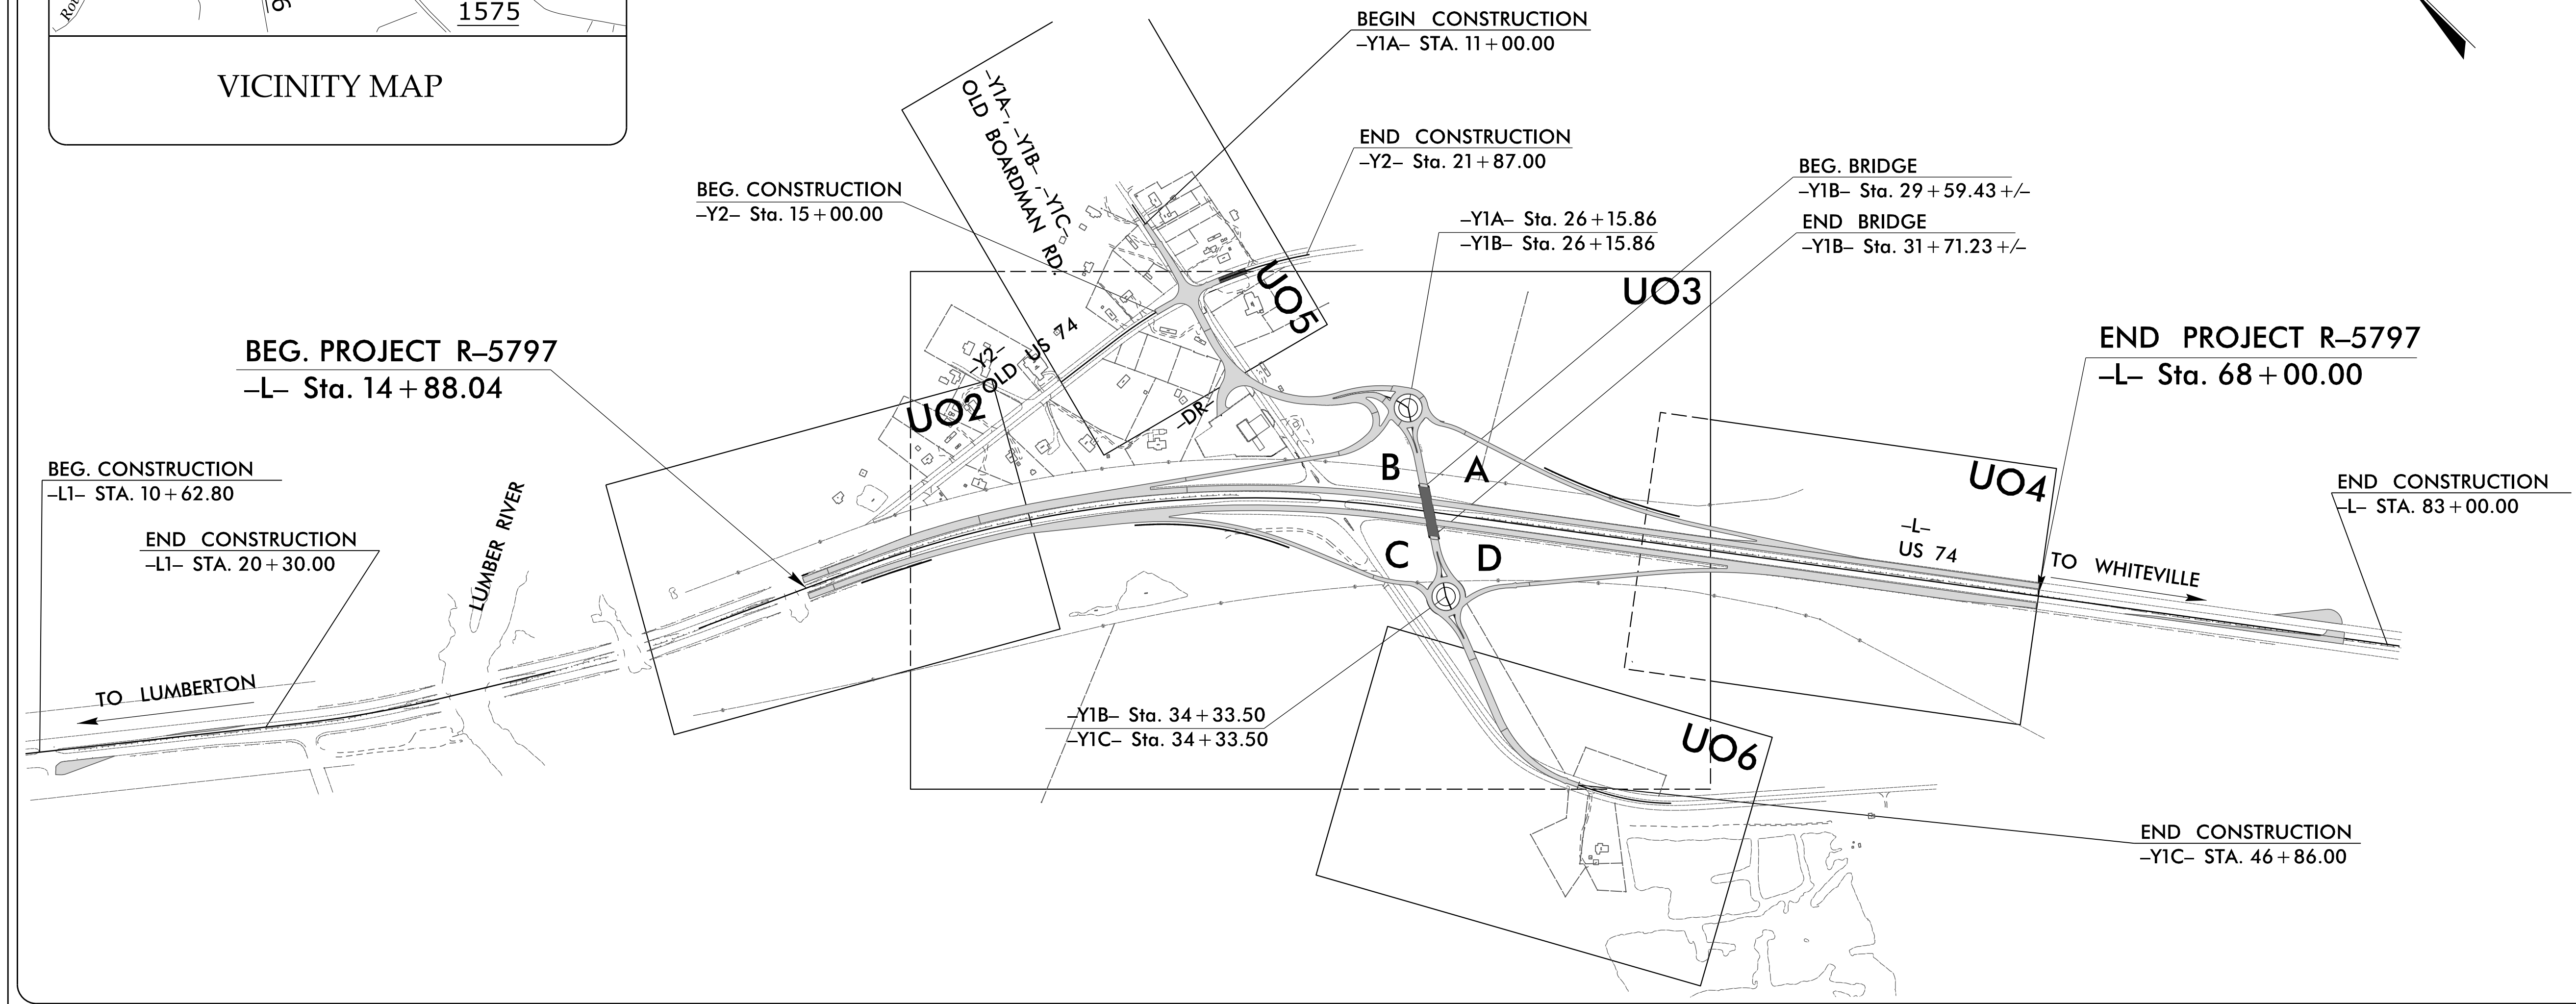 1575
VICINITY MAP
BEGIN CONSTRUCTION
–Y1A– STA. 11+00.00
END CONSTRUCTION
–Y2– Sta. 21+87.00
BEG. BRIDGE
–Y1B– Sta. 29+59.43 +/–
END BRIDGE
–Y1B– Sta. 31+71.23 +/–
BEG. CONSTRUCTION
–Y2– Sta. 15+00.00
–Y1A–, –Y1B–, –Y1C–
OLD BOARDMAN RD.
–Y1A– Sta. 26+15.86
–Y1B– Sta. 26+15.86
UO5
UO3
–Y2–
OLD US 74
UO2
–DR–
BEG. PROJECT R–5797
–L– Sta. 14+88.04
END PROJECT R–5797
–L– Sta. 68+00.00
B
A
C
D
UO4
BEG. CONSTRUCTION
–L1– STA. 10+62.80
END CONSTRUCTION
–L1– STA. 20+30.00
LUMBER RIVER
TO LUMBERTON
–L–
US 74
TO WHITEVILLE
END CONSTRUCTION
–L– STA. 83+00.00
–Y1B– Sta. 34+33.50
–Y1C– Sta. 34+33.50
UO6
END CONSTRUCTION
–Y1C– STA. 46+86.00